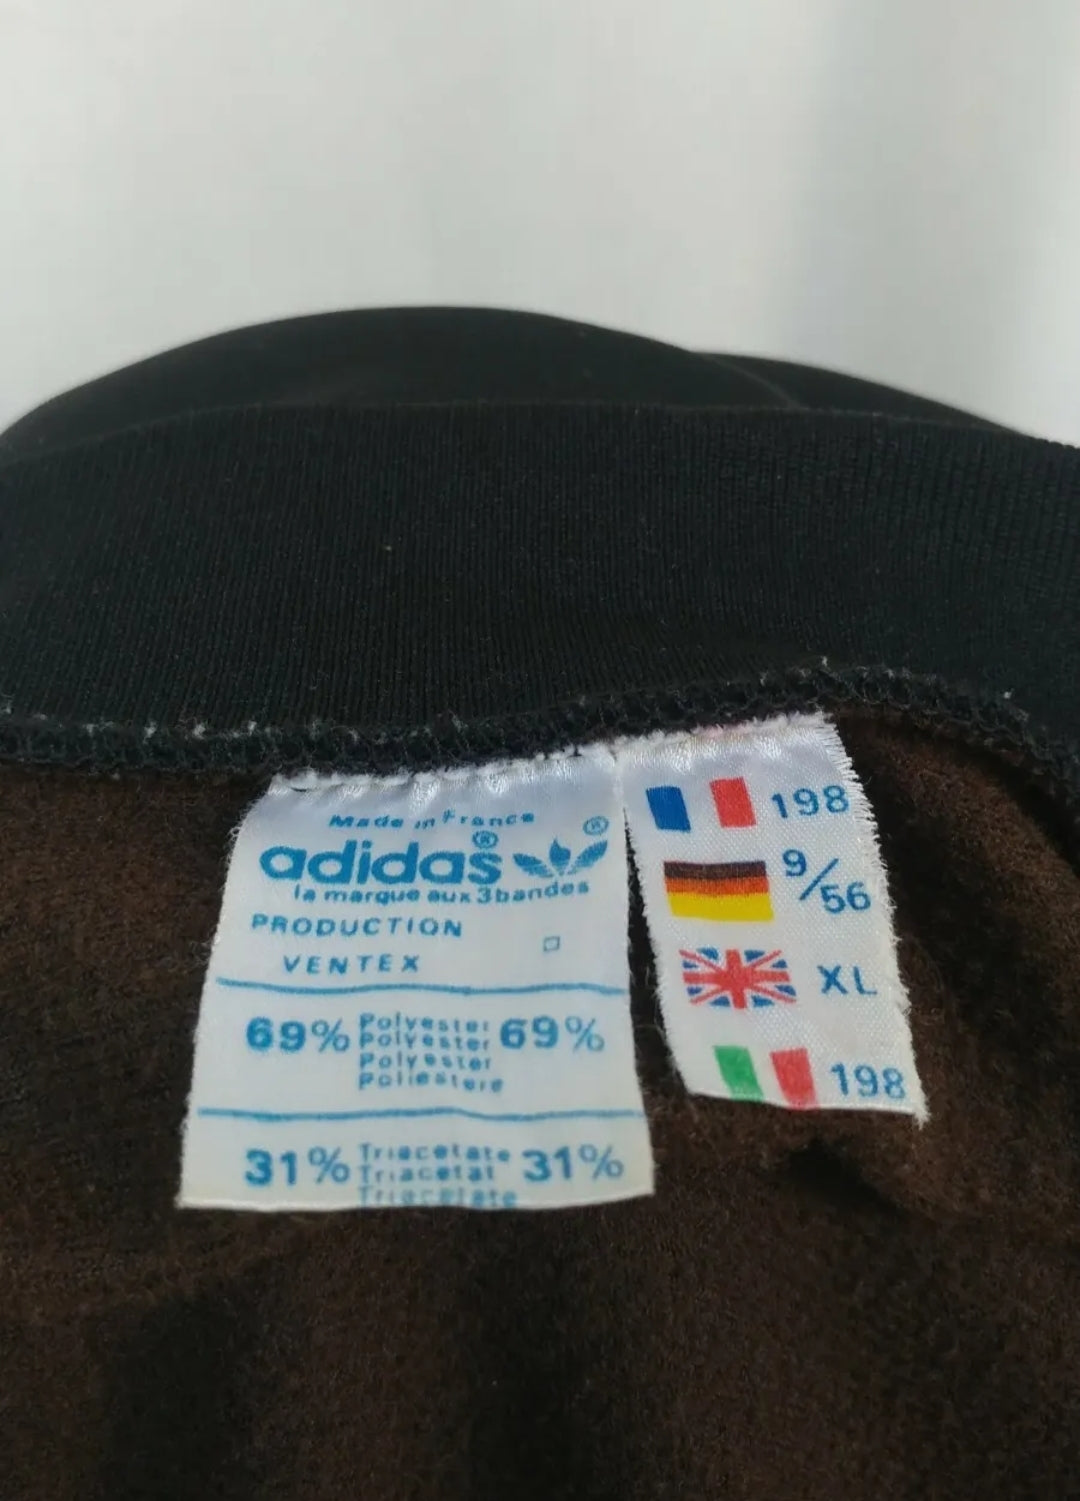 Made in France
adidas®
®
la marque aux 3 bandes
PRODUCTION
VENTEX
69% Polyester 69%
Polyester
Polyester
Poliestere
31% Triacetate 31%
Triacetat
Triacetate
198
9/56
XL
198